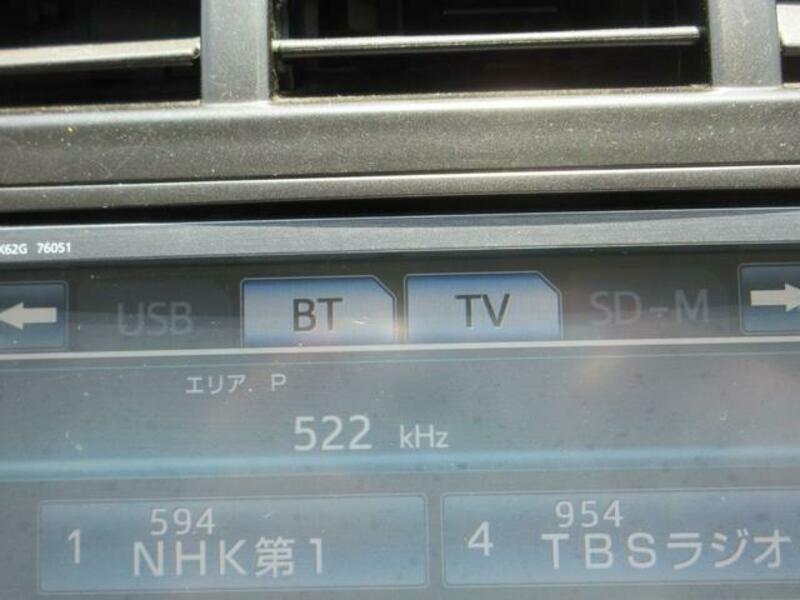 X62G 76051
USB BT TV SD-M
エリア. P
522 kHz
1 594 NHK第1
4 954 TBSラジオ